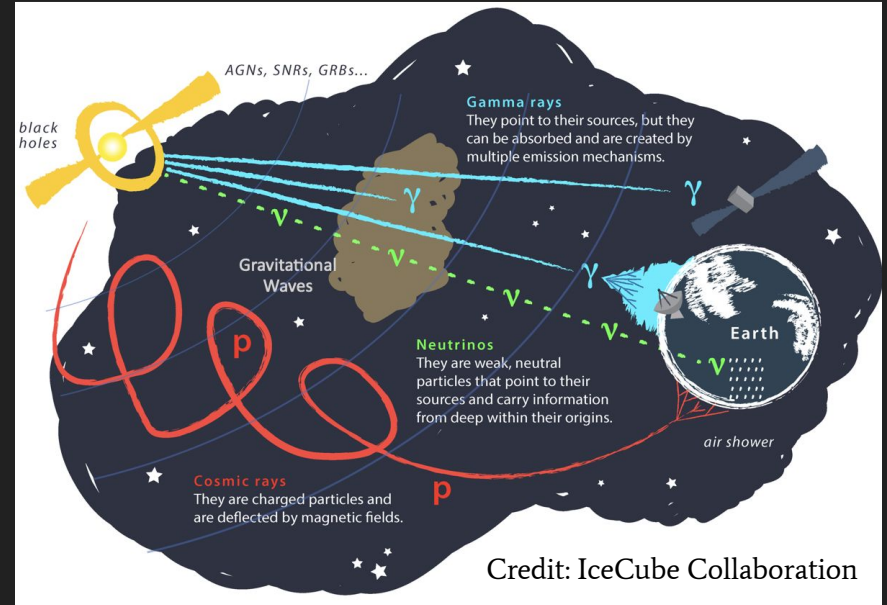 AGNs, SNRs, GRBs...
black
holes
Gamma rays
They point to their sources, but they
can be absorbed and are created by
multiple emission mechanisms.
γ
γ
ν
ν
Gravitational
Waves
γ
ν
ν
Earth
ν
p
Neutrinos
They are weak, neutral
particles that point to their
sources and carry information
from deep within their origins.
air shower
Cosmic rays
They are charged particles and
are deflected by magnetic fields.
p
Credit: IceCube Collaboration